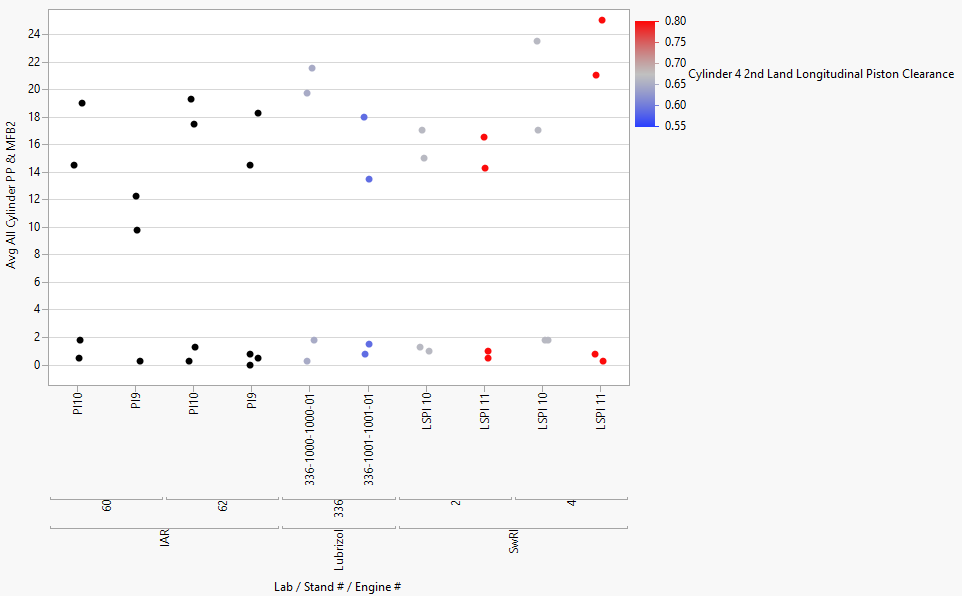 Avg All Cylinder PP & MFB2
24
22
20
18
16
14
12
10
8
6
4
2
0
PI10
PI9
PI10
PI9
336-1000-1000-01
336-1001-1001-01
LSPI 10
LSPI 11
LSPI 10
LSPI 11
60
62
336
2
4
IAR
Lubrizol
SwRI
Lab / Stand # / Engine #
0.80
0.75
0.70
0.65
0.60
0.55
Cylinder 4 2nd Land Longitudinal Piston Clearance